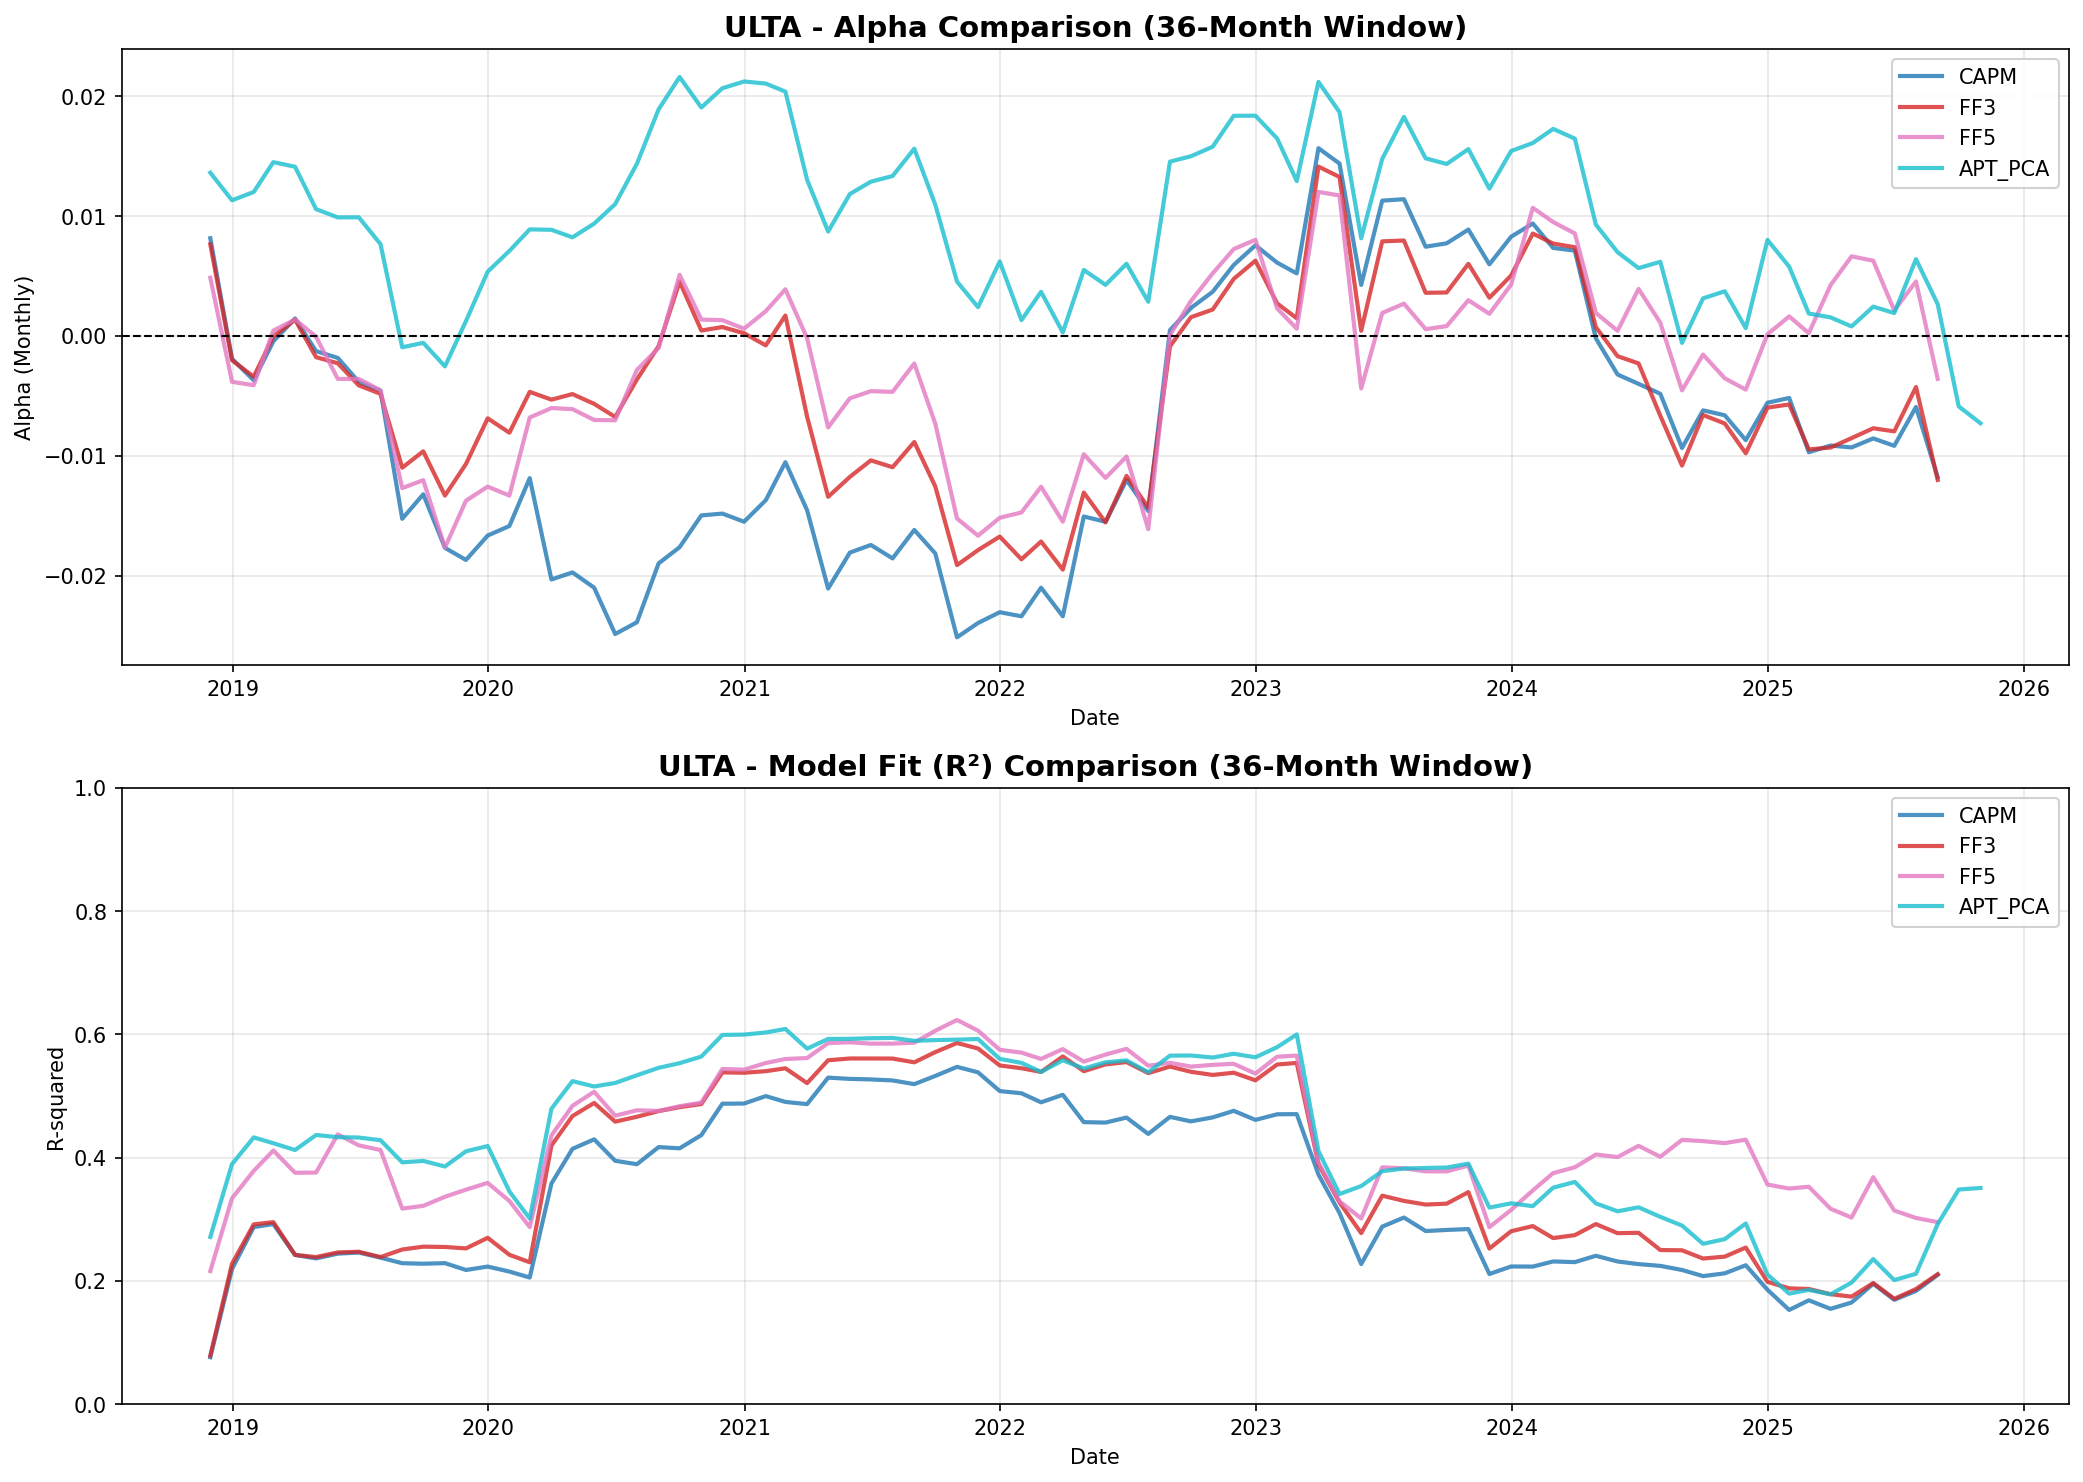 ULTA - Alpha Comparison (36-Month Window)
Alpha (Monthly)
0.02
0.01
0.00
−0.01
−0.02
CAPM
FF3
FF5
APT_PCA
2019 2020 2021 2022 2023 2024 2025 2026
Date
ULTA - Model Fit (R²) Comparison (36-Month Window)
R-squared
1.0
0.8
0.6
0.4
0.2
0.0
CAPM
FF3
FF5
APT_PCA
2019 2020 2021 2022 2023 2024 2025 2026
Date